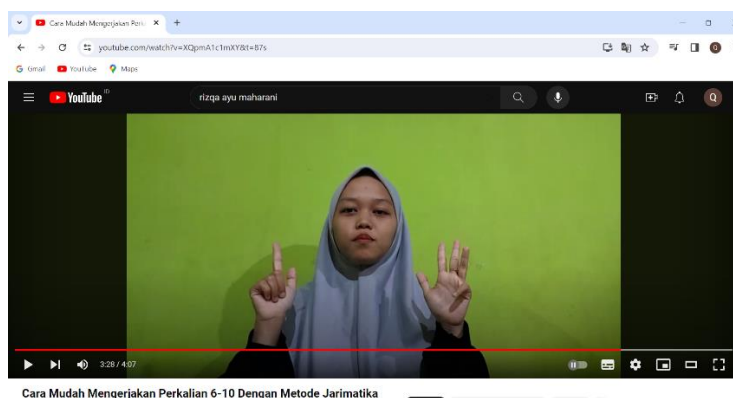 Cara Mudah Mengerjakan Perk
youtube.com/watch?v=XQpmA1c1mXY&t=87s
Gmail YouTube Maps
YouTube ID rizqa ayu maharani Q
3:28 / 4:07
Cara Mudah Mengerjakan Perkalian 6-10 Dengan Metode Jarimatika